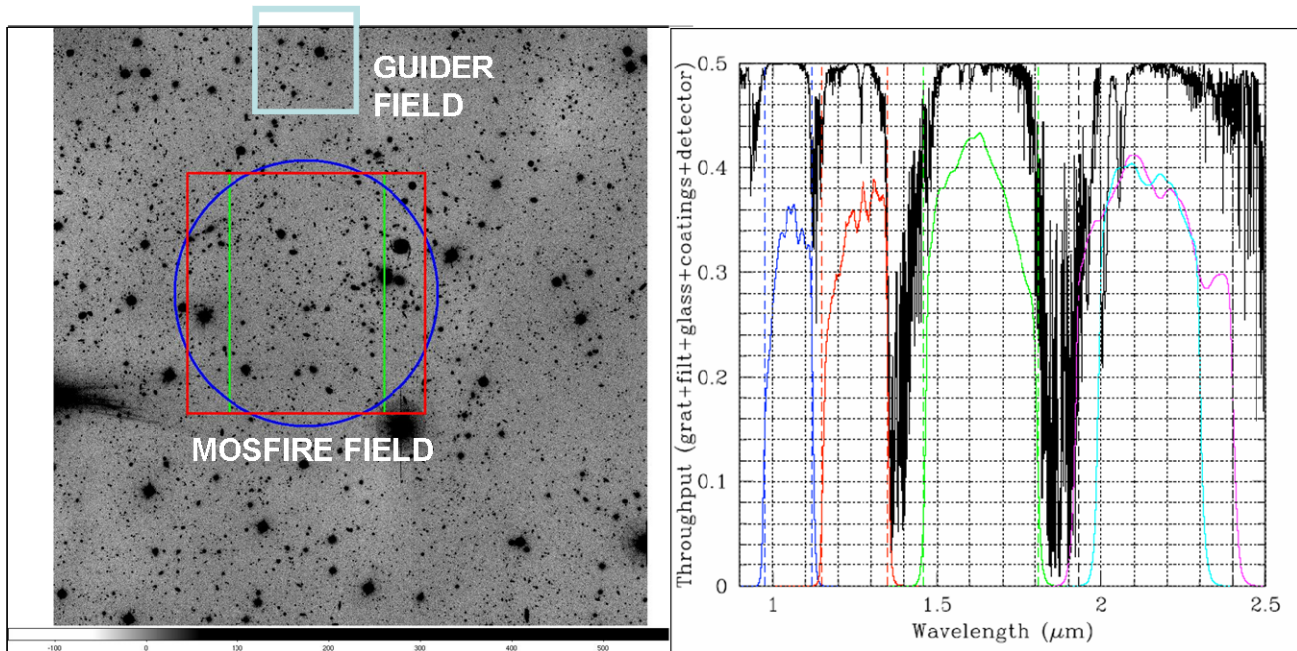 GUIDER
FIELD
MOSFIRE FIELD
-100 0 100 200 300 400 500
Throughput (grat+filt+glass+coatings+detector)
0.5
0.4
0.3
0.2
0.1
0
1 1.5 2 2.5
Wavelength (μm)